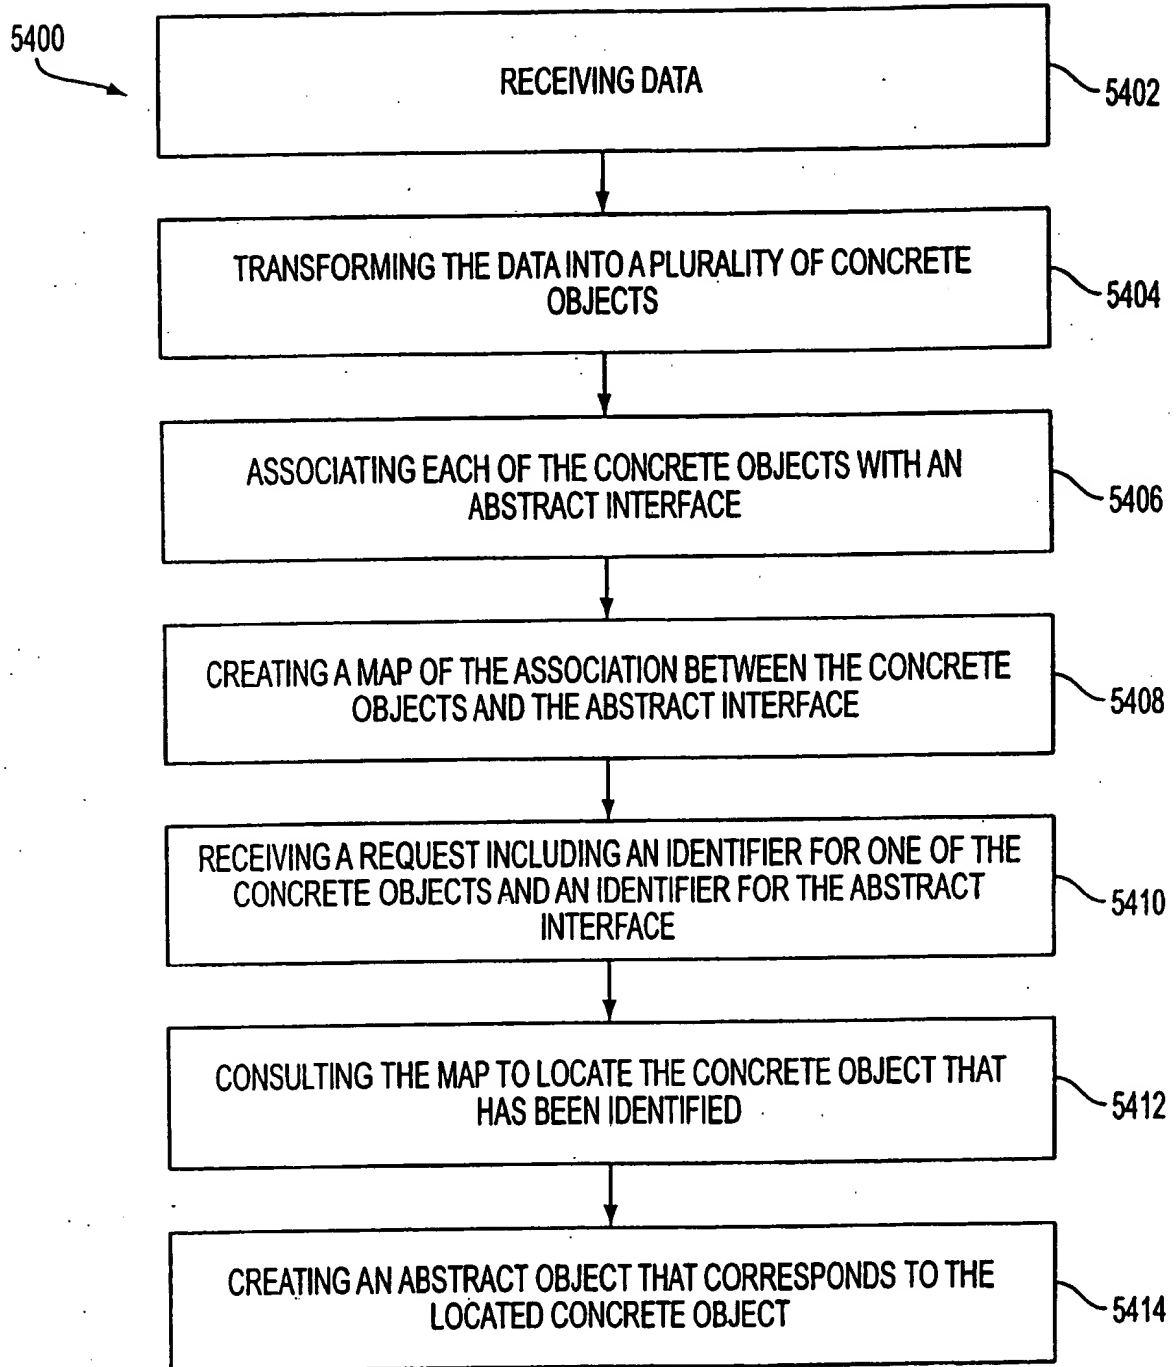 5400
RECEIVING DATA
5402
TRANSFORMING THE DATA INTO A PLURALITY OF CONCRETE
OBJECTS
5404
ASSOCIATING EACH OF THE CONCRETE OBJECTS WITH AN
ABSTRACT INTERFACE
5406
CREATING A MAP OF THE ASSOCIATION BETWEEN THE CONCRETE
OBJECTS AND THE ABSTRACT INTERFACE
5408
RECEIVING A REQUEST INCLUDING AN IDENTIFIER FOR ONE OF THE
CONCRETE OBJECTS AND AN IDENTIFIER FOR THE ABSTRACT
INTERFACE
5410
CONSULTING THE MAP TO LOCATE THE CONCRETE OBJECT THAT
HAS BEEN IDENTIFIED
5412
CREATING AN ABSTRACT OBJECT THAT CORRESPONDS TO THE
LOCATED CONCRETE OBJECT
5414